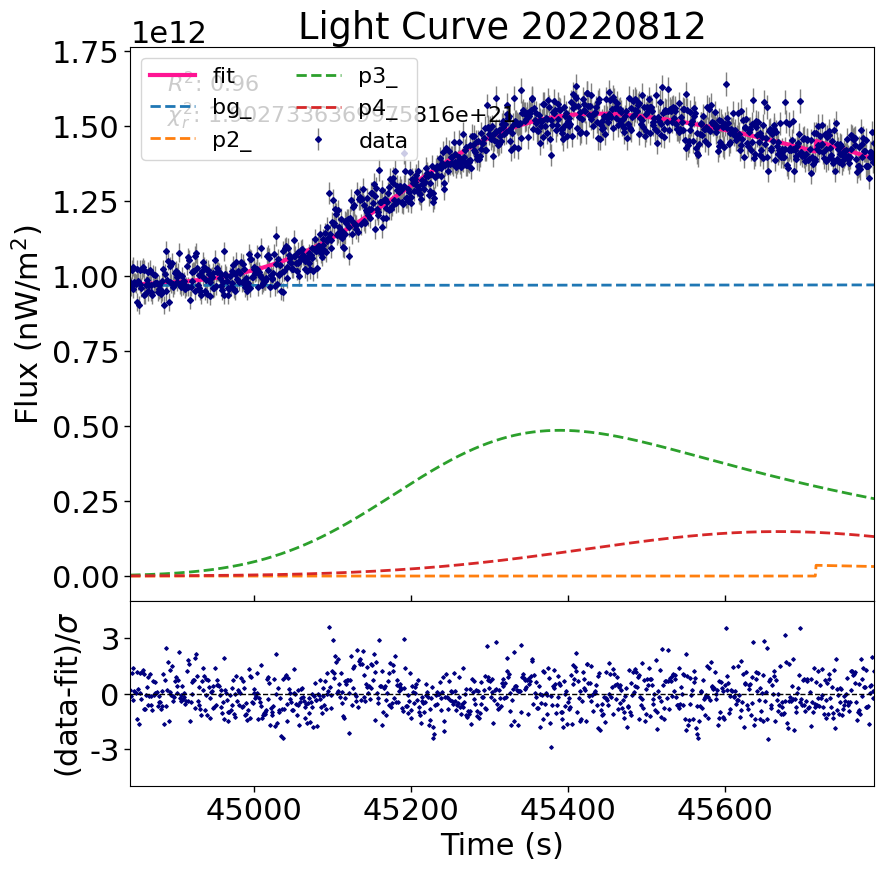 Light Curve 20220812
1e12
1.75
1.50
1.25
1.00
0.75
0.50
0.25
0.00
Flux (nW/m²)
R²: 0.96
fit
bg_
p2_
p3_
p4_
data
(data-fit)/σ
3
0
-3
45000
45200
45400
45600
Time (s)